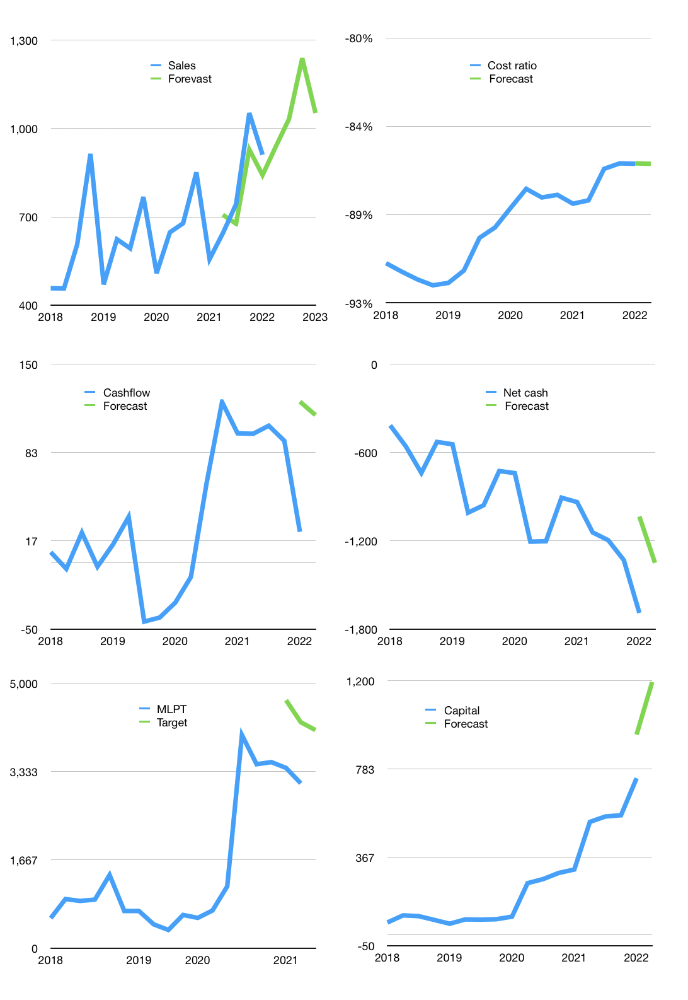 1,300
Sales
Forevast
1,000
700
400
2018 2019 2020 2021 2022 2023
-80%
Cost ratio
Forecast
-84%
-89%
-93%
2018 2019 2020 2021 2022
150
Cashflow
Forecast
83
17
-50
2018 2019 2020 2021 2022
0
Net cash
Forecast
-600
-1,200
-1,800
2018 2019 2020 2021 2022
5,000
MLPT
Target
3,333
1,667
0
2018 2019 2020 2021
1,200
Capital
Forecast
783
367
-50
2018 2019 2020 2021 2022